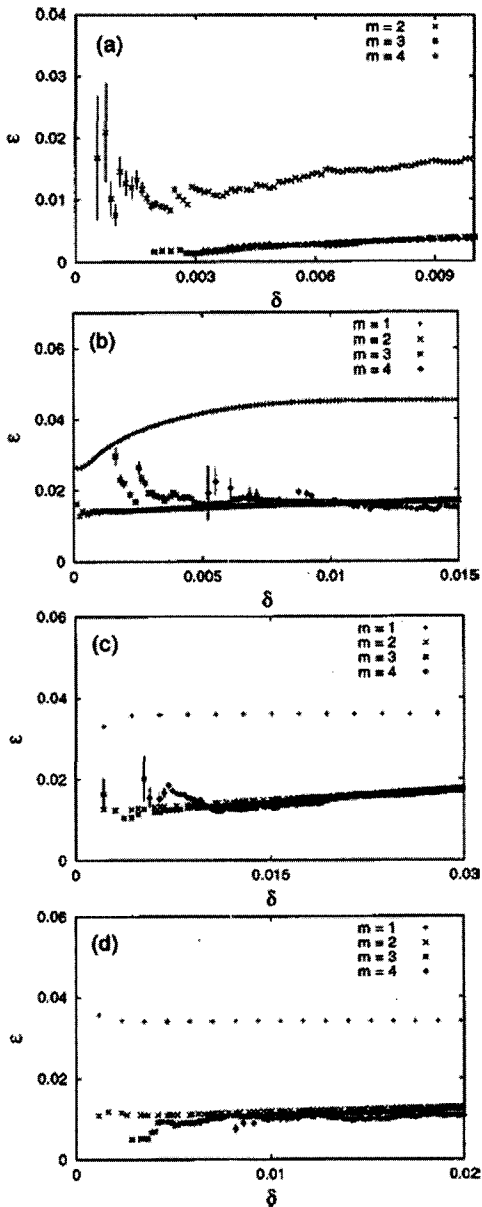 0.04
(a)
m = 2
m = 3
m = 4
0.03
ε
0.02
0.01
0
0
0.003
0.006
0.009
δ
0.06
(b)
m = 1
m = 2
m = 3
m = 4
0.04
ε
0.02
0
0
0.005
0.01
0.015
δ
0.06
(c)
m = 1
m = 2
m = 3
m = 4
0.04
ε
0.02
0
0
0.015
0.03
δ
0.06
(d)
m = 1
m = 2
m = 3
m = 4
0.04
ε
0.02
0
0
0.01
0.02
δ